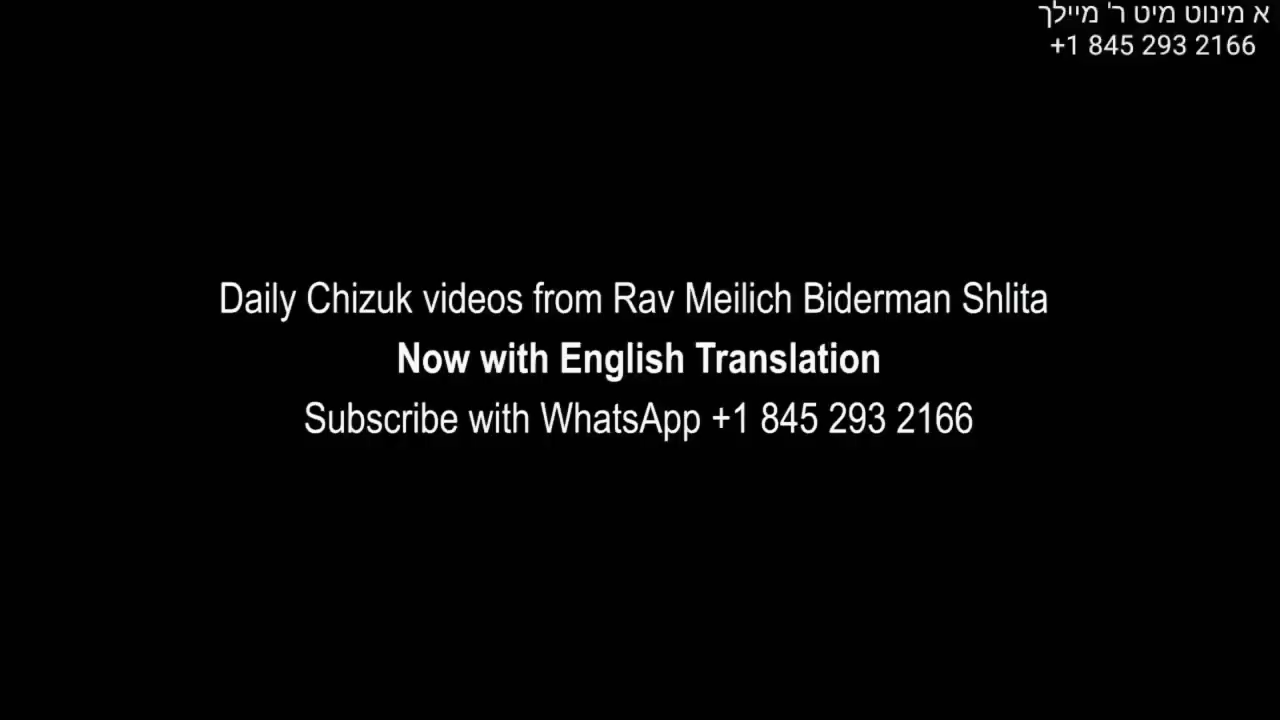 א מינוט מיט ר' מיילך
+1 845 293 2166
Daily Chizuk videos from Rav Meilich Biderman Shlita
Now with English Translation
Subscribe with WhatsApp +1 845 293 2166